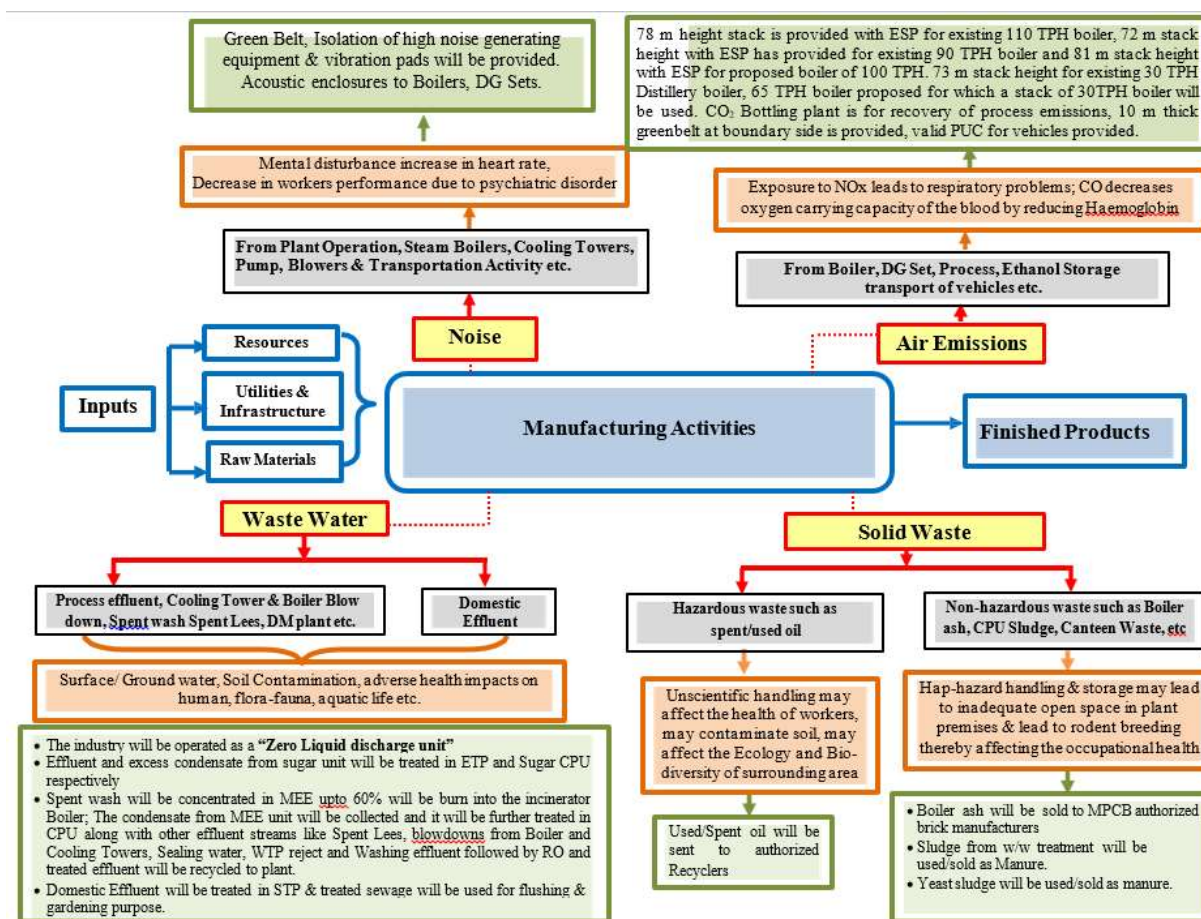 Green Belt, Isolation of high noise generating
equipment & vibration pads will be provided.
Acoustic enclosures to Boilers, DG Sets.
78 m height stack is provided with ESP for existing 110 TPH boiler, 72 m stack
height with ESP has provided for existing 90 TPH boiler and 81 m stack height
with ESP for proposed boiler of 100 TPH. 73 m stack height for existing 30 TPH
Distillery boiler, 65 TPH boiler proposed for which a stack of 30TPH boiler will
be used. CO₂ Bottling plant is for recovery of process emissions, 10 m thick
greenbelt at boundary side is provided, valid PUC for vehicles provided.
Mental disturbance increase in heart rate,
Decrease in workers performance due to psychiatric disorder
Exposure to NOx leads to respiratory problems; CO decreases
oxygen carrying capacity of the blood by reducing Haemoglobin
From Plant Operation, Steam Boilers, Cooling Towers,
Pump, Blowers & Transportation Activity etc.
From Boiler, DG Set, Process, Ethanol Storage
transport of vehicles etc.
Noise
Air Emissions
Inputs
Resources
Utilities &
Infrastructure
Raw Materials
Manufacturing Activities
Finished Products
Waste Water
Solid Waste
Process effluent, Cooling Tower & Boiler Blow
down, Spent wash Spent Lees, DM plant etc.
Domestic
Effluent
Hazardous waste such as
spent/used oil
Non-hazardous waste such as Boiler
ash, CPU Sludge, Canteen Waste, etc
Surface/ Ground water, Soil Contamination, adverse health impacts on
human, flora-fauna, aquatic life etc.
Unscientific handling may
affect the health of workers,
may contaminate soil, may
affect the Ecology and Bio-
diversity of surrounding area
Hap-hazard handling & storage may lead
to inadequate open space in plant
premises & lead to rodent breeding
thereby affecting the occupational health
• The industry will be operated as a “Zero Liquid discharge unit”
• Effluent and excess condensate from sugar unit will be treated in ETP and Sugar CPU
respectively
• Spent wash will be concentrated in MEE upto 60% will be burn into the incinerator
Boiler; The condensate from MEE unit will be collected and it will be further treated in
CPU along with other effluent streams like Spent Lees, blowdowns from Boiler and
Cooling Towers, Sealing water, WTP reject and Washing effluent followed by RO and
treated effluent will be recycled to plant.
• Domestic Effluent will be treated in STP & treated sewage will be used for flushing &
gardening purpose.
Used/Spent oil will be
sent to authorized
Recyclers
• Boiler ash will be sold to MPCB authorized
brick manufacturers
• Sludge from w/w treatment will be
used/sold as Manure.
• Yeast sludge will be used/sold as manure.